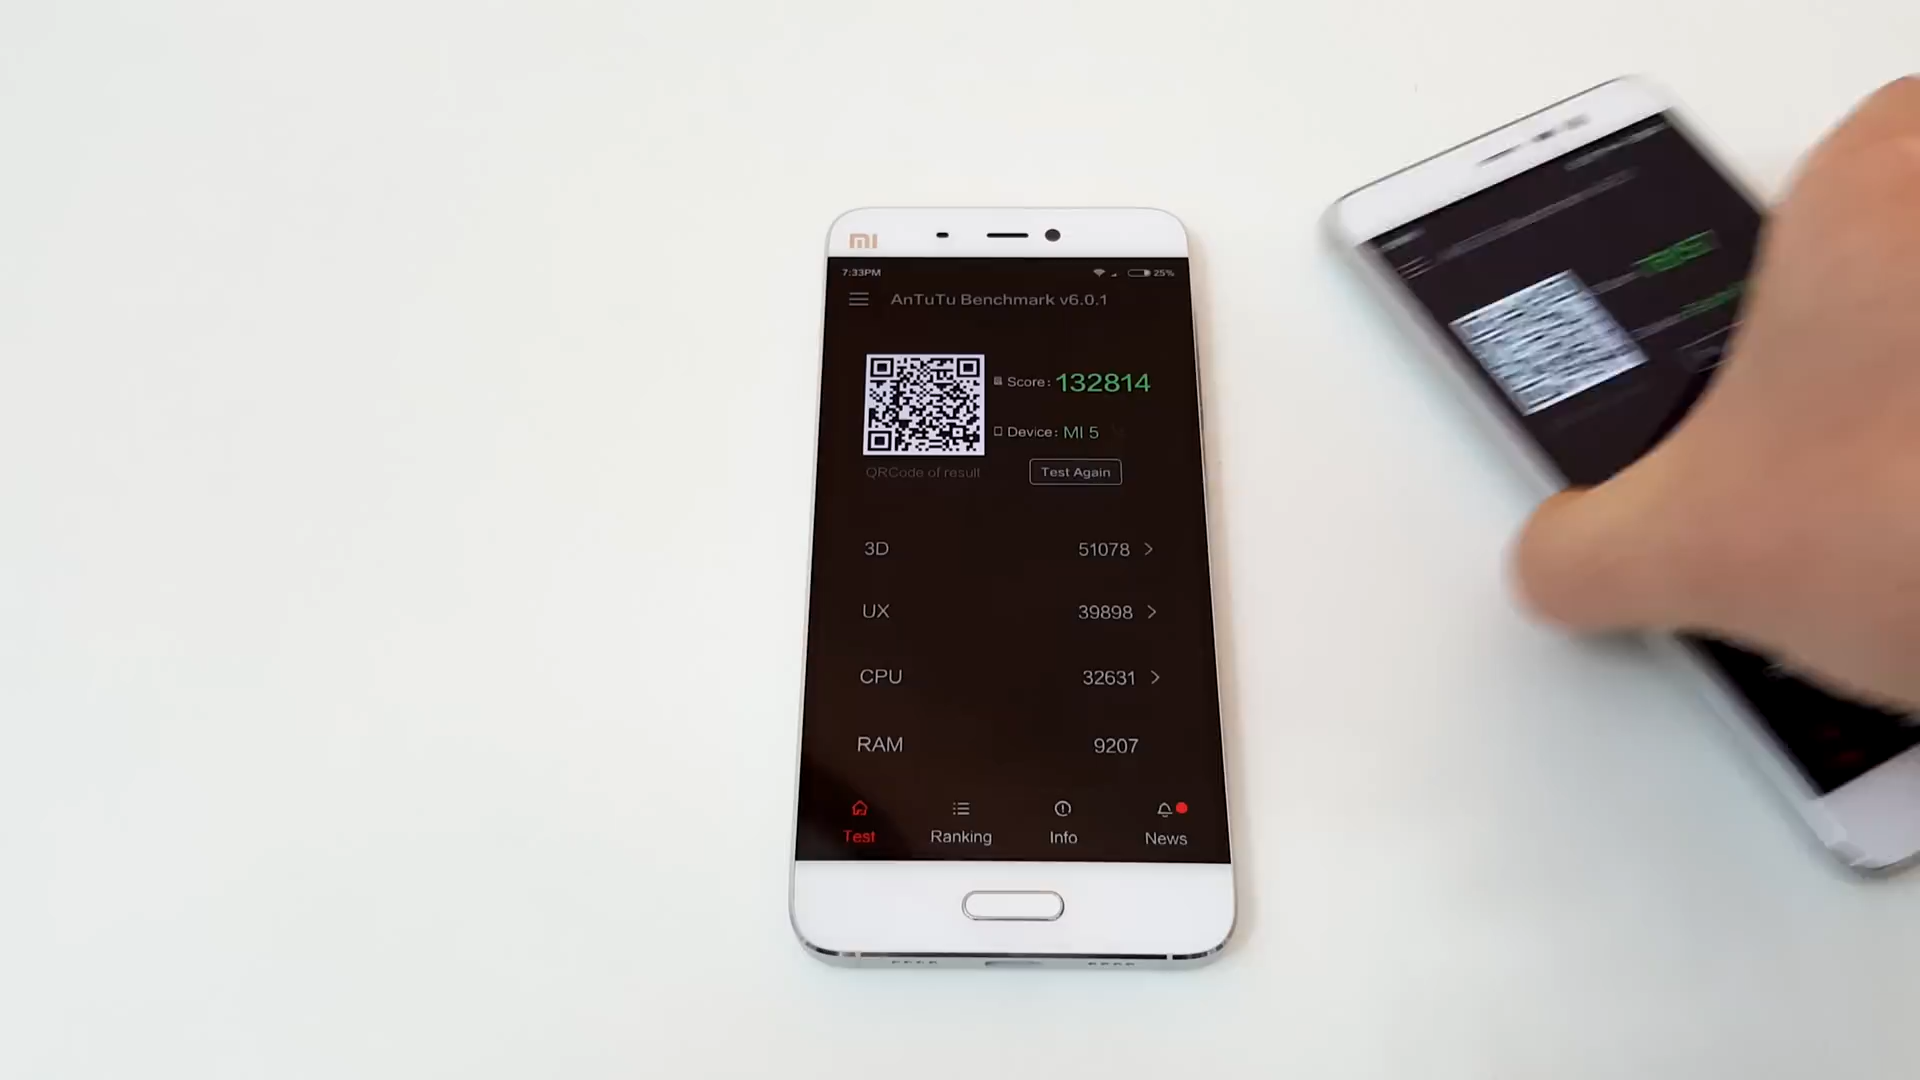 MI
7:33PM 25%
AnTuTu Benchmark v6.0.1
Score: 132814
Device: MI 5
QRCode of result
Test Again
3D 51078
UX 39898
CPU 32631
RAM 9207
Test Ranking Info News